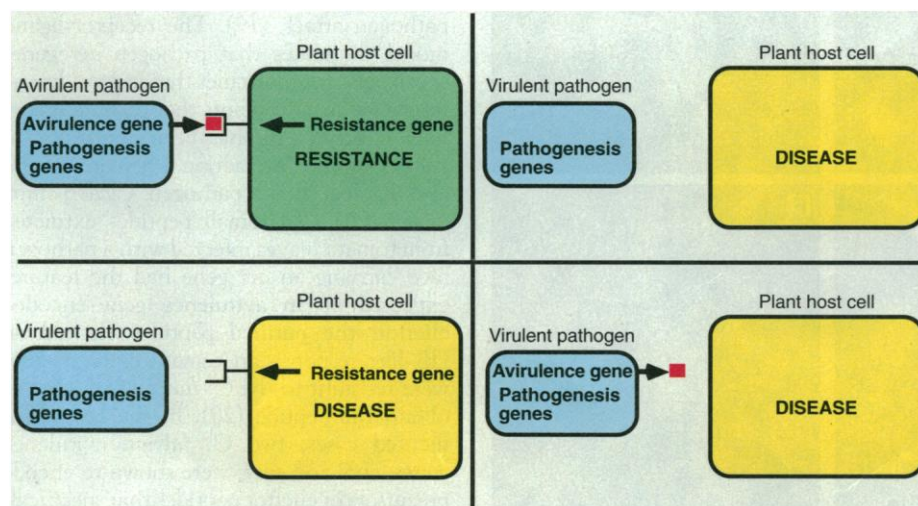 Plant host cell
Avirulent pathogen
Avirulence gene
Pathogenesis
genes
Resistance gene
RESISTANCE
Plant host cell
Virulent pathogen
Pathogenesis
genes
DISEASE
Plant host cell
Virulent pathogen
Pathogenesis
genes
Resistance gene
DISEASE
Plant host cell
Virulent pathogen
Avirulence gene
Pathogenesis
genes
DISEASE